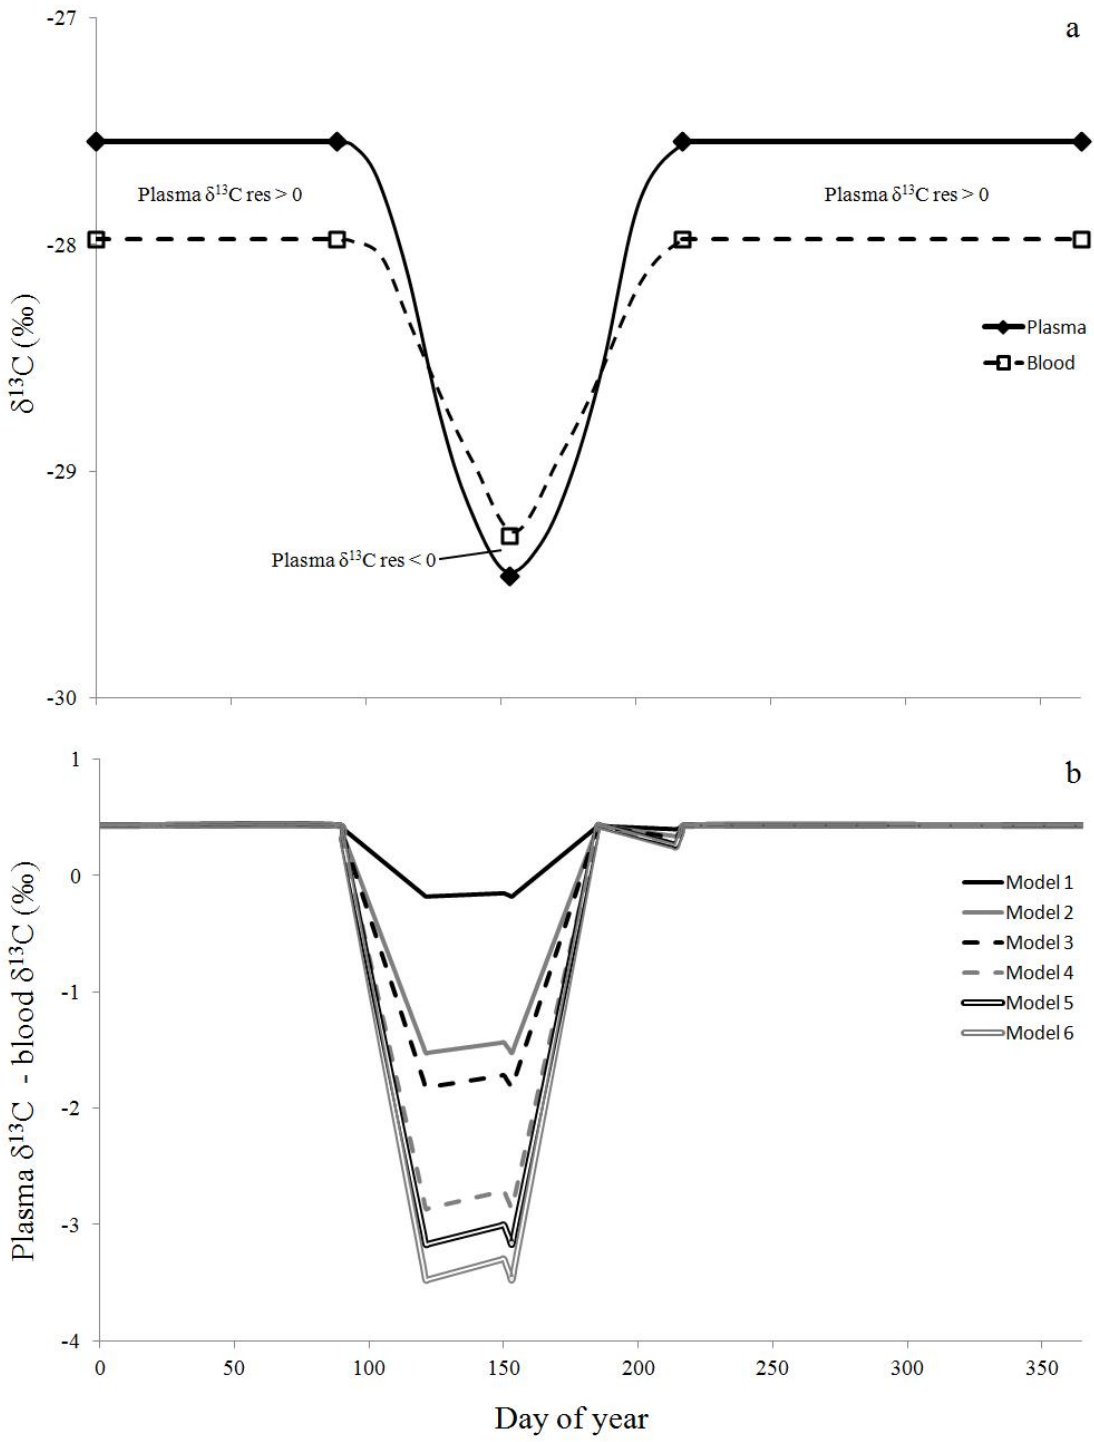 a
-27
-28
-29
-30
δ¹³C (‰)
Plasma δ¹³C res > 0
Plasma δ¹³C res > 0
Plasma
Blood
Plasma δ¹³C res < 0
b
1
0
-1
-2
-3
-4
Plasma δ¹³C - blood δ¹³C (‰)
Model 1
Model 2
Model 3
Model 4
Model 5
Model 6
0 50 100 150 200 250 300 350
Day of year